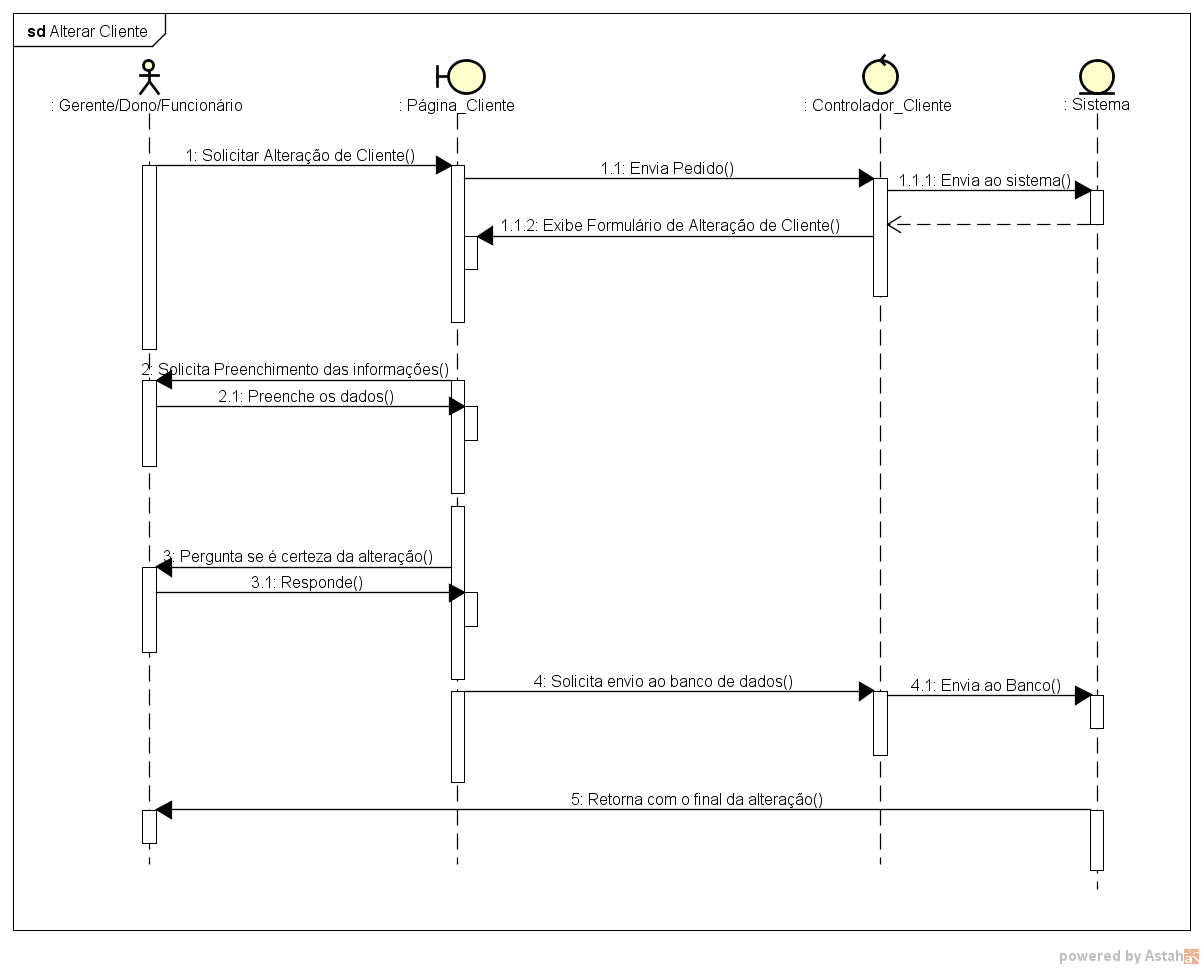 sd Alterar Cliente
: Gerente/Dono/Funcionário
: Página_Cliente
: Controlador_Cliente
: Sistema
1: Solicitar Alteração de Cliente()
1.1: Envia Pedido()
1.1.1: Envia ao sistema()
1.1.2: Exibe Formulário de Alteração de Cliente()
2: Solicita Preenchimento das informações()
2.1: Preenche os dados()
3: Pergunta se é certeza da alteração()
3.1: Responde()
4: Solicita envio ao banco de dados()
4.1: Envia ao Banco()
5: Retorna com o final da alteração()
powered by Astah